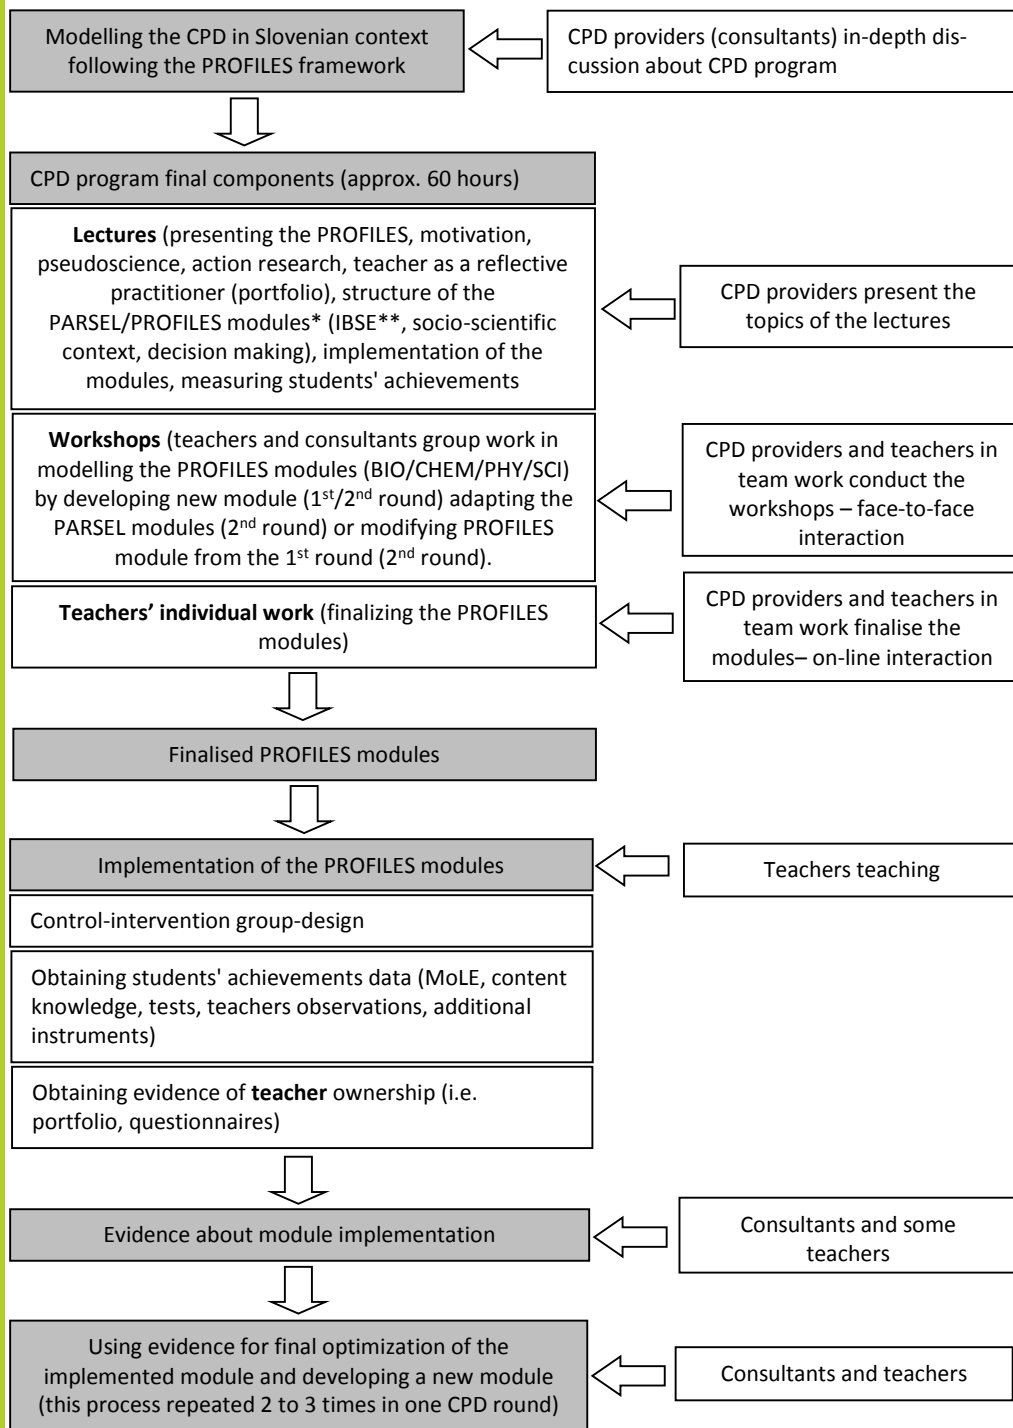 Modelling the CPD in Slovenian context
following the PROFILES framework
CPD providers (consultants) in-depth dis-
cussion about CPD program
CPD program final components (approx. 60 hours)
Lectures (presenting the PROFILES, motivation,
pseudoscience, action research, teacher as a reflective
practitioner (portfolio), structure of the
PARSEL/PROFILES modules* (IBSE**, socio-scientific
context, decision making), implementation of the
modules, measuring students' achievements
CPD providers present the
topics of the lectures
Workshops (teachers and consultants group work in
modelling the PROFILES modules (BIO/CHEM/PHY/SCI)
by developing new module (1st/2nd round) adapting the
PARSEL modules (2nd round) or modifying PROFILES
module from the 1st round (2nd round).
CPD providers and teachers in
team work conduct the
workshops – face-to-face
interaction
Teachers’ individual work (finalizing the PROFILES
modules)
CPD providers and teachers in
team work finalise the
modules– on-line interaction
Finalised PROFILES modules
Implementation of the PROFILES modules
Teachers teaching
Control-intervention group-design
Obtaining students' achievements data (MoLE, content
knowledge, tests, teachers observations, additional
instruments)
Obtaining evidence of teacher ownership (i.e.
portfolio, questionnaires)
Evidence about module implementation
Consultants and some
teachers
Using evidence for final optimization of the
implemented module and developing a new module
(this process repeated 2 to 3 times in one CPD round)
Consultants and teachers